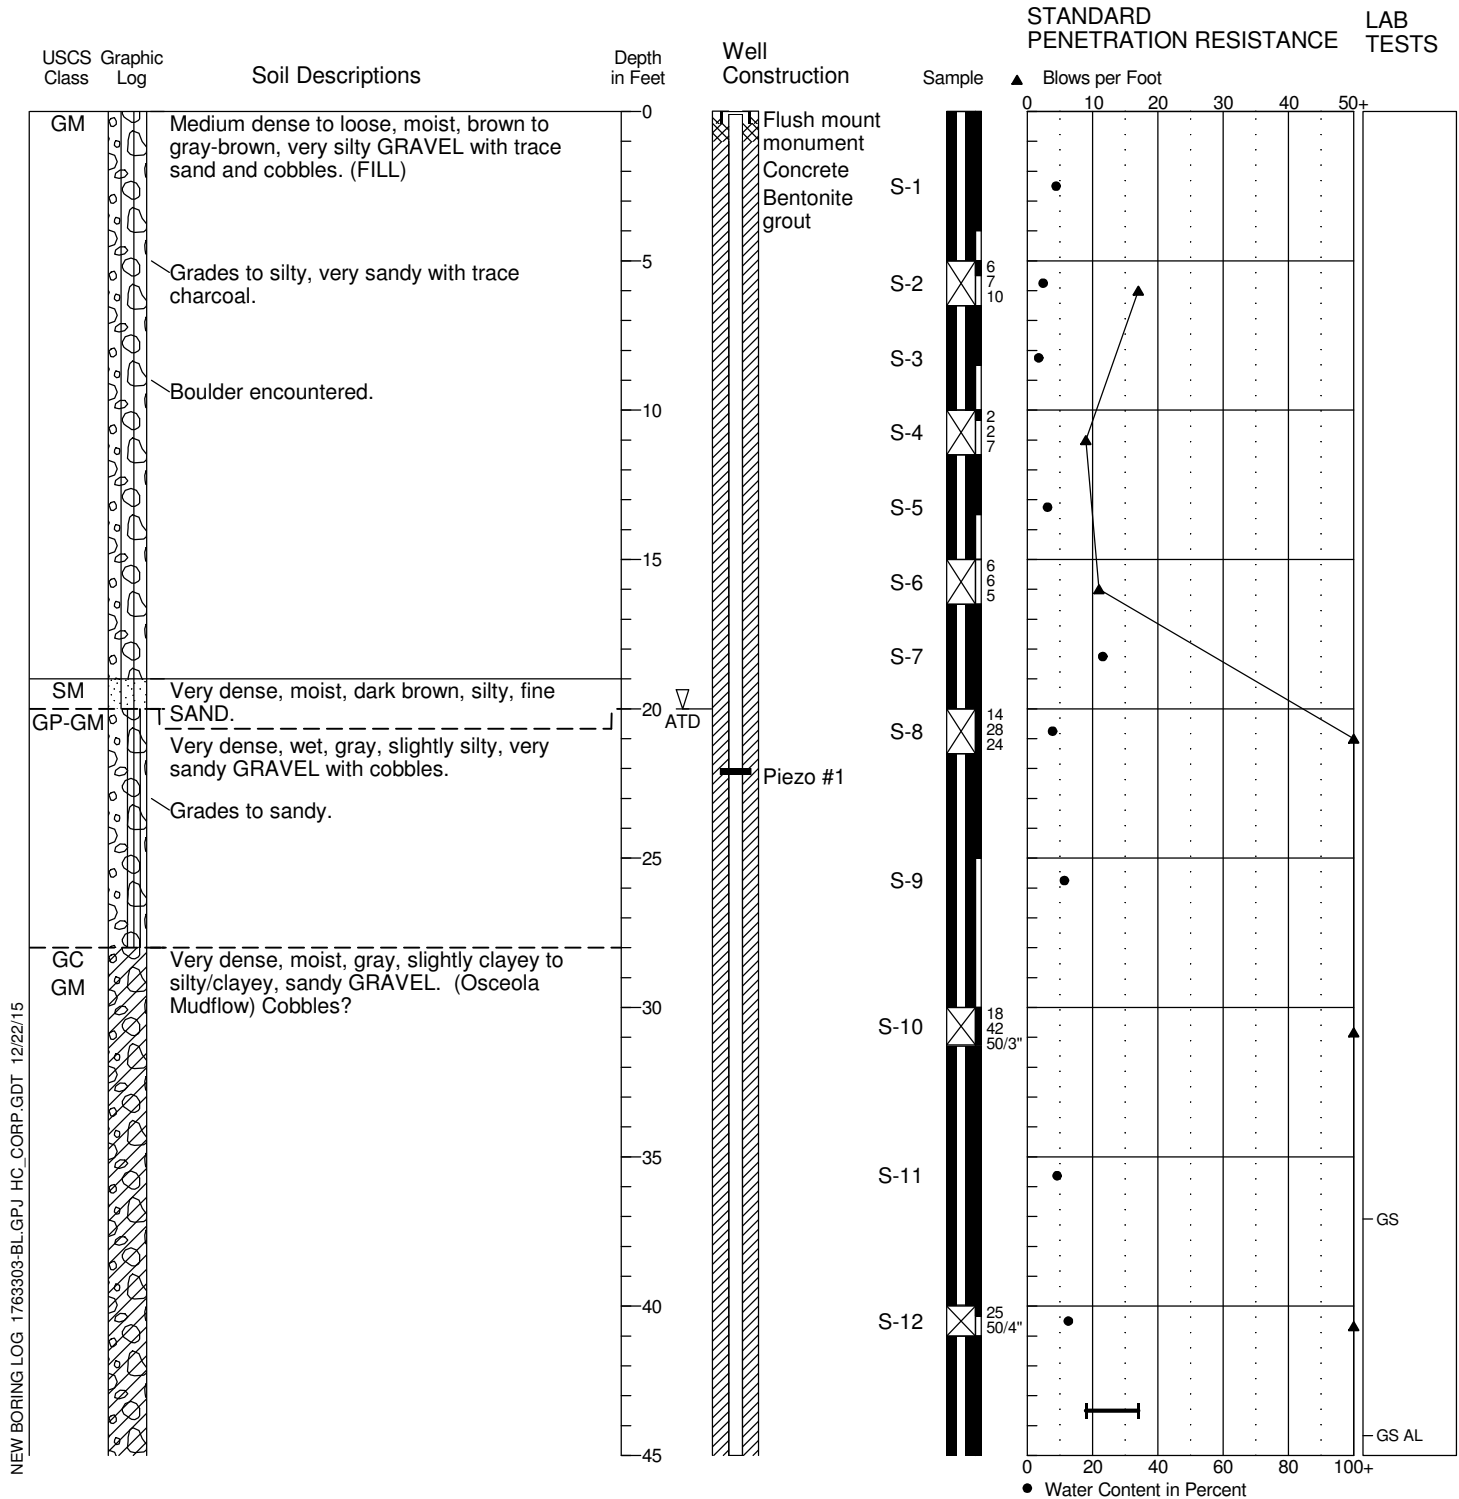 STANDARD
PENETRATION RESISTANCE
LAB
TESTS
USCS Graphic
Class Log
Soil Descriptions
Depth
in Feet
Well
Construction
Sample
▲ Blows per Foot
0 10 20 30 40 50+
GM
Medium dense to loose, moist, brown to
gray-brown, very silty GRAVEL with trace
sand and cobbles. (FILL)
0
Flush mount
monument
Concrete
Bentonite
grout
S-1
Grades to silty, very sandy with trace
charcoal.
5
S-2
6
7
10
S-3
Boulder encountered.
10
S-4
2
2
7
S-5
15
S-6
6
6
5
S-7
SM
Very dense, moist, dark brown, silty, fine
SAND.
20
ATD
GP-GM
Very dense, wet, gray, slightly silty, very
sandy GRAVEL with cobbles.
S-8
14
28
24
Piezo #1
Grades to sandy.
25
S-9
GC
GM
Very dense, moist, gray, slightly clayey to
silty/clayey, sandy GRAVEL. (Osceola
Mudflow) Cobbles?
30
S-10
18
42
50/3"
35
S-11
GS
40
S-12
25
50/4"
GS AL
45
0 20 40 60 80 100+
● Water Content in Percent
NEW BORING LOG 1763303-BL.GPJ HC_CORP.GDT 12/22/15